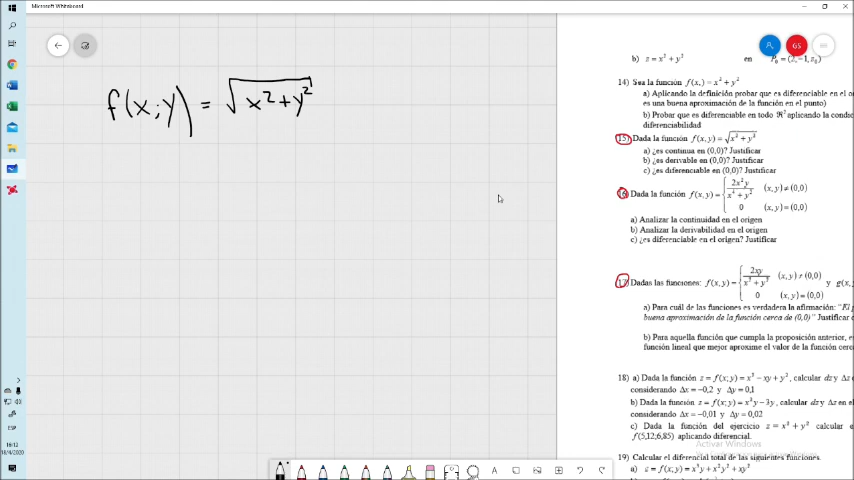 Microsoft Whiteboard
GS
f(x;y) = √x²+y²
b) z = x² + y² en P₀ = (2,−1,z₀)
14) Sea la función f(x,) = x² + y²
a) Aplicando la definición probar que es diferenciable en el
es una buena aproximación de la función en el punto)
b) Probar que es diferenciable en todo ℜ² aplicando la condic
diferenciabilidad
15) Dada la función f(x, y) = √x² + y²
a) ¿es continua en (0,0)? Justificar
b) ¿es derivable en (0,0)? Justificar
c) ¿es diferenciable en (0,0)? Justificar
16) Dada la función f(x, y) = { 2x²y / x⁴ + y² (x, y) ≠ (0,0)
0 (x, y) = (0,0)
a) Analizar la continuidad en el origen
b) Analizar la derivabilidad en el origen
c) ¿es diferenciable en el origen? Justificar
17) Dadas las funciones: f(x, y) = { 2xy / x² + y² (x, y) ≠ (0,0) y g(x,
0 (x, y) = (0,0)
a) Para cuál de las funciones es verdadera la afirmación: "El p
buena aproximación de la función cerca de (0,0)" Justificar
b) Para aquella función que cumpla la proposición anterior, e
función lineal que mejor aproxime el valor de la función cerc
18) a) Dada la función z = f(x; y) = x² − xy + y², calcular dz y Δz
considerando Δx = −0,2 y Δy = 0,1
b) Dada la función z = f(x; y) = x²y − 3y, calcular dz y Δz en el
considerando Δx = −0,01 y Δy = 0,02
c) Dada la función del ejercicio z = x² + y² calcular e
f(5,12;6,85) aplicando diferencial.
Activar Windows
19) Calcular el diferencial total de las siguientes funciones.
ESP
16:12
18/4/2020